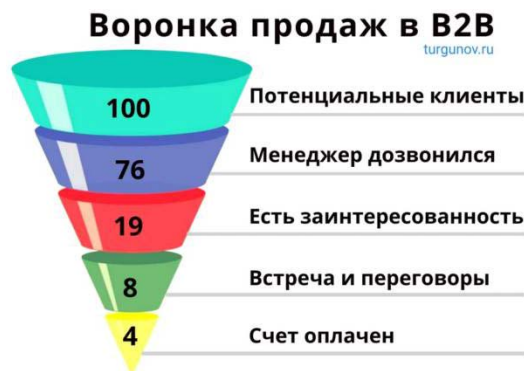 Воронка продаж в B2B
turgunov.ru
100 Потенциальные клиенты
76 Менеджер дозвонился
19 Есть заинтересованность
8 Встреча и переговоры
4 Счет оплачен